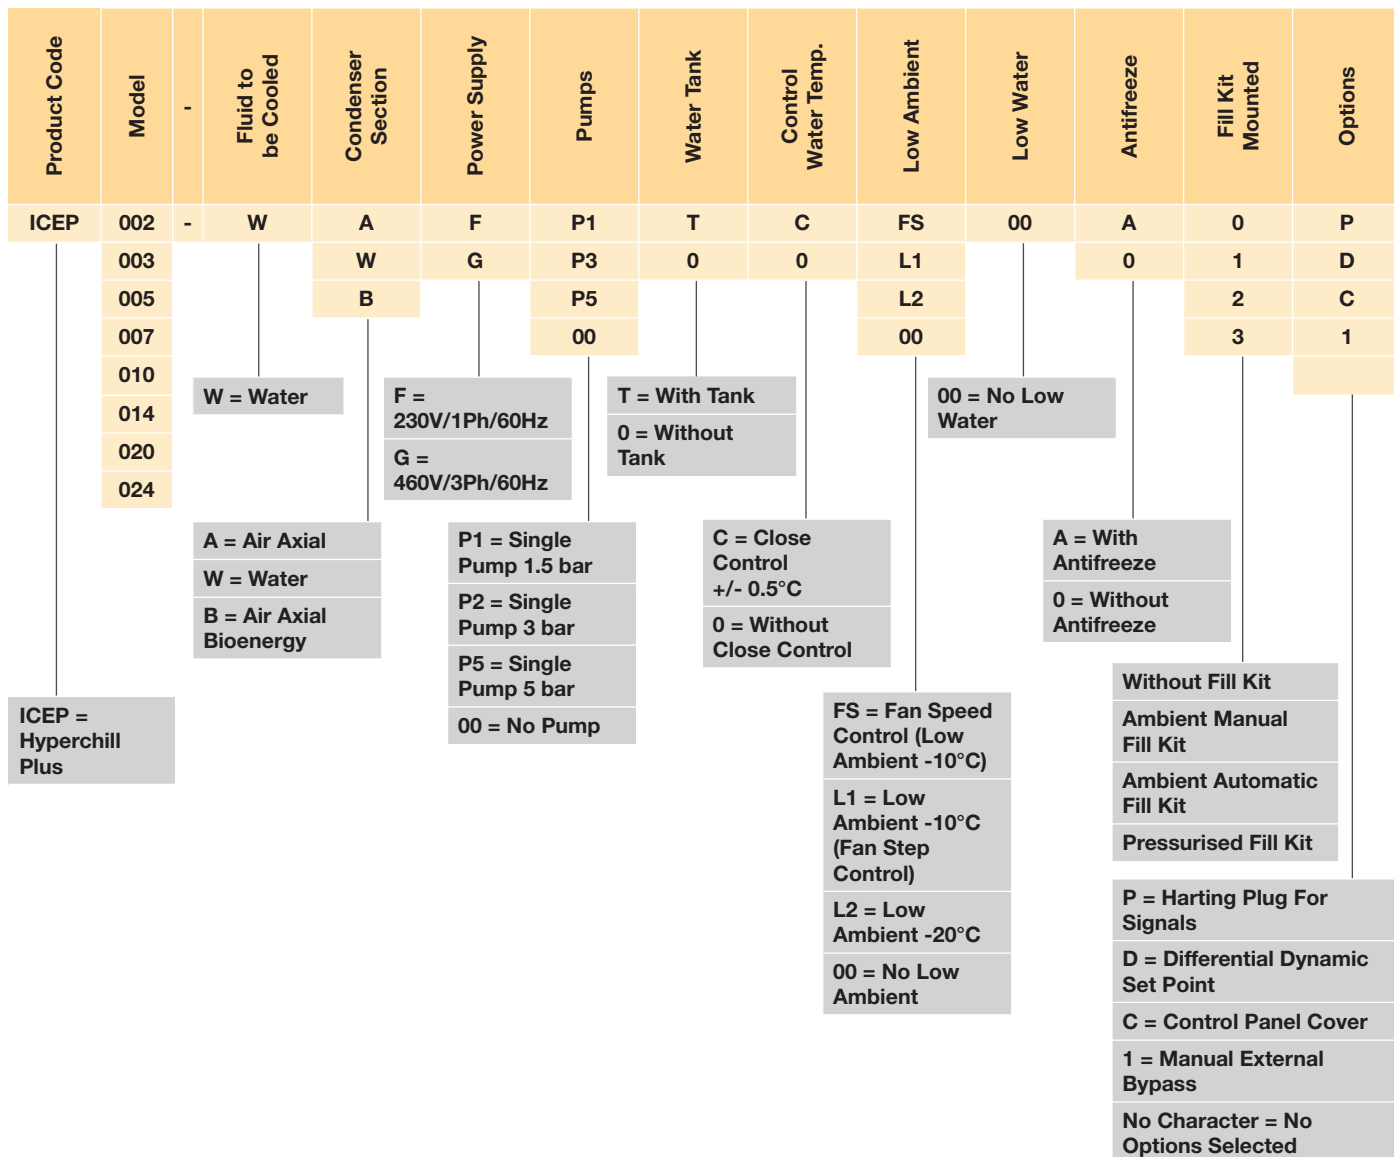 Product Code
Model
-
Fluid to
be Cooled
Condenser
Section
Power Supply
Pumps
Water Tank
Control
Water Temp.
Low Ambient
Low Water
Antifreeze
Fill Kit
Mounted
Options
ICEP 002 - W A F P1 T C FS 00 A 0 P
003 W G P3 0 0 L1 0 1 D
005 B P5 L2 2 C
007 00 00 3 1
010
014
020
024
W = Water
F =
230V/1Ph/60Hz
G =
460V/3Ph/60Hz
T = With Tank
0 = Without
Tank
00 = No Low
Water
A = Air Axial
W = Water
B = Air Axial
Bioenergy
P1 = Single
Pump 1.5 bar
P2 = Single
Pump 3 bar
P5 = Single
Pump 5 bar
00 = No Pump
C = Close
Control
+/- 0.5°C
0 = Without
Close Control
A = With
Antifreeze
0 = Without
Antifreeze
ICEP =
Hyperchill
Plus
FS = Fan Speed
Control (Low
Ambient -10°C)
L1 = Low
Ambient -10°C
(Fan Step
Control)
L2 = Low
Ambient -20°C
00 = No Low
Ambient
Without Fill Kit
Ambient Manual
Fill Kit
Ambient Automatic
Fill Kit
Pressurised Fill Kit
P = Harting Plug For
Signals
D = Differential Dynamic
Set Point
C = Control Panel Cover
1 = Manual External
Bypass
No Character = No
Options Selected